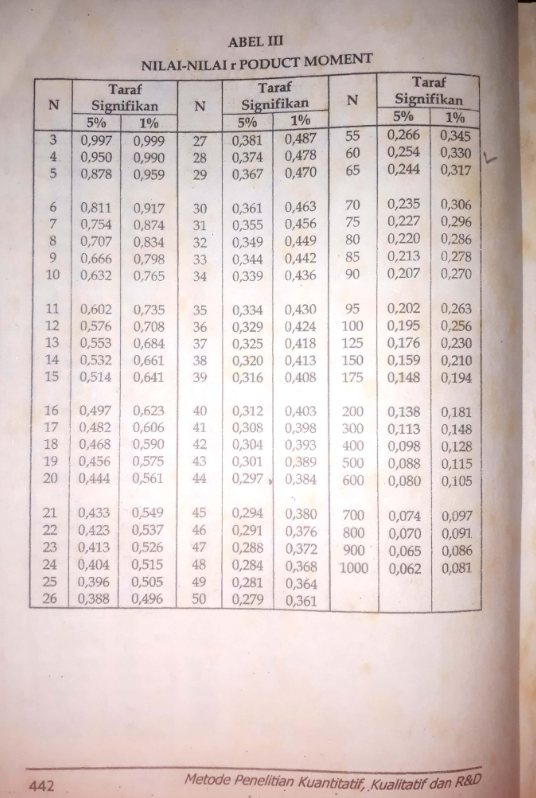 ABEL III
NILAI-NILAI r PODUCT MOMENT
N Taraf Signifikan N Taraf Signifikan N Taraf Signifikan
5% 1% 5% 1% 5% 1%
3 0,997 0,999 27 0,381 0,487 55 0,266 0,345
4 0,950 0,990 28 0,374 0,478 60 0,254 0,330
5 0,878 0,959 29 0,367 0,470 65 0,244 0,317
6 0,811 0,917 30 0,361 0,463 70 0,235 0,306
7 0,754 0,874 31 0,355 0,456 75 0,227 0,296
8 0,707 0,834 32 0,349 0,449 80 0,220 0,286
9 0,666 0,798 33 0,344 0,442 85 0,213 0,278
10 0,632 0,765 34 0,339 0,436 90 0,207 0,270
11 0,602 0,735 35 0,334 0,430 95 0,202 0,263
12 0,576 0,708 36 0,329 0,424 100 0,195 0,256
13 0,553 0,684 37 0,325 0,418 125 0,176 0,230
14 0,532 0,661 38 0,320 0,413 150 0,159 0,210
15 0,514 0,641 39 0,316 0,408 175 0,148 0,194
16 0,497 0,623 40 0,312 0,403 200 0,138 0,181
17 0,482 0,606 41 0,308 0,398 300 0,113 0,148
18 0,468 0,590 42 0,304 0,393 400 0,098 0,128
19 0,456 0,575 43 0,301 0,389 500 0,088 0,115
20 0,444 0,561 44 0,297 0,384 600 0,080 0,105
21 0,433 0,549 45 0,294 0,380 700 0,074 0,097
22 0,423 0,537 46 0,291 0,376 800 0,070 0,091
23 0,413 0,526 47 0,288 0,372 900 0,065 0,086
24 0,404 0,515 48 0,284 0,368 1000 0,062 0,081
25 0,396 0,505 49 0,281 0,364
26 0,388 0,496 50 0,279 0,361
442 Metode Penelitian Kuantitatif, Kualitatif dan R&D